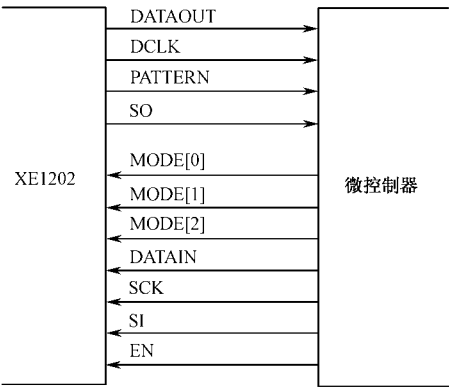 DATAOUT
DCLK
PATTERN
SO
MODE[0]
XE1202
微控制器
MODE[1]
MODE[2]
DATAIN
SCK
SI
EN